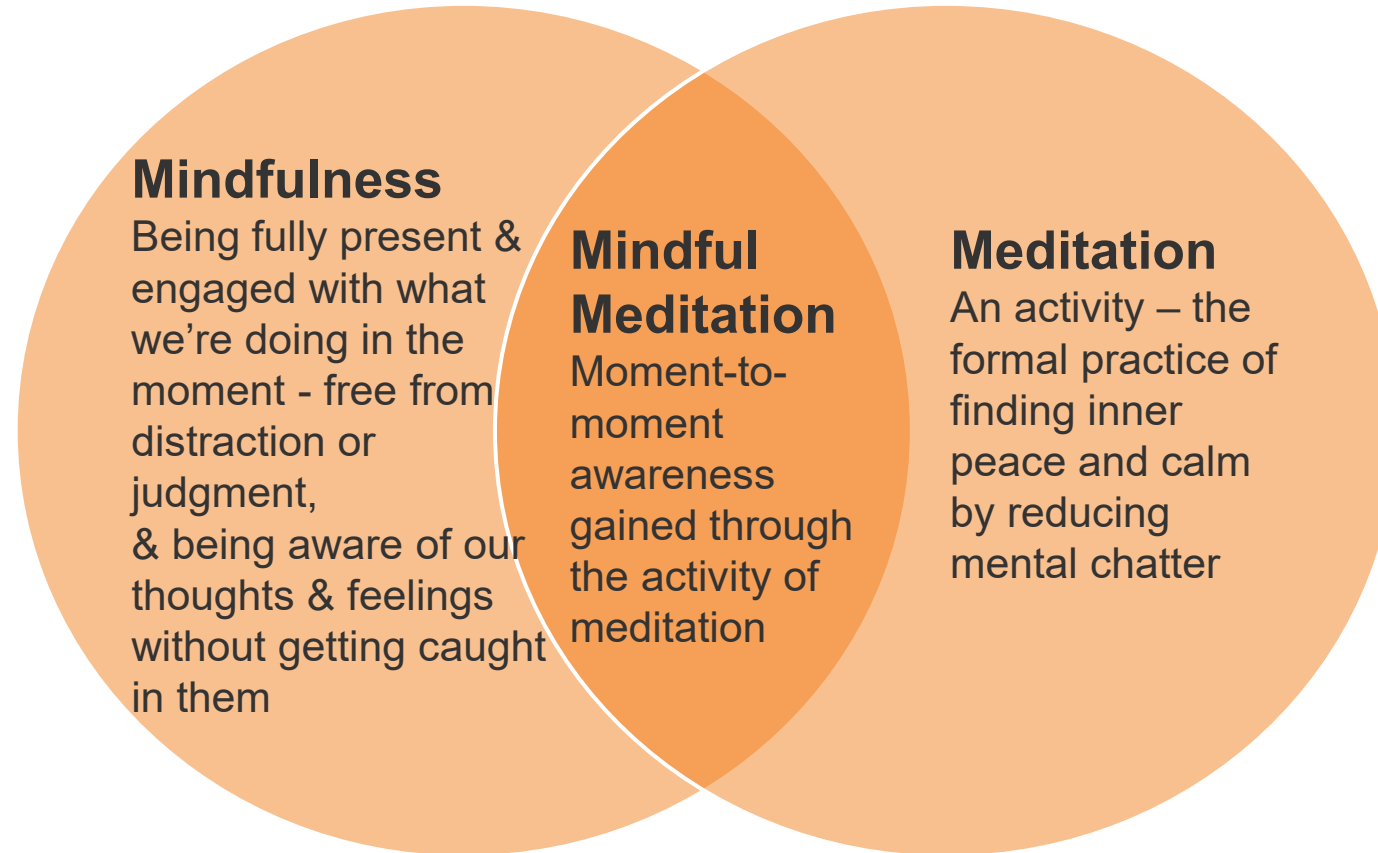 Mindfulness
Being fully present &
engaged with what
we’re doing in the
moment - free from
distraction or
judgment,
& being aware of our
thoughts & feelings
without getting caught
in them
Mindful
Meditation
Moment-to-
moment
awareness
gained through
the activity of
meditation
Meditation
An activity – the
formal practice of
finding inner
peace and calm
by reducing
mental chatter